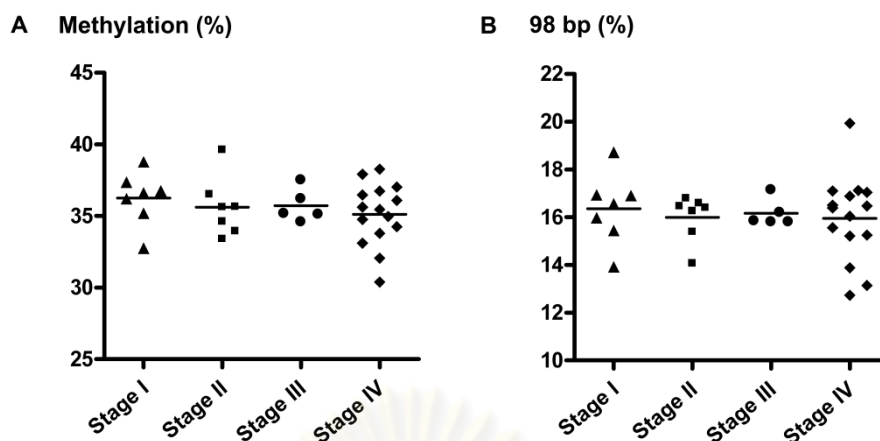 A Methylation (%)
45
40
35
30
25
Stage I
Stage II
Stage III
Stage IV
B 98 bp (%)
22
20
18
16
14
12
10
Stage I
Stage II
Stage III
Stage IV